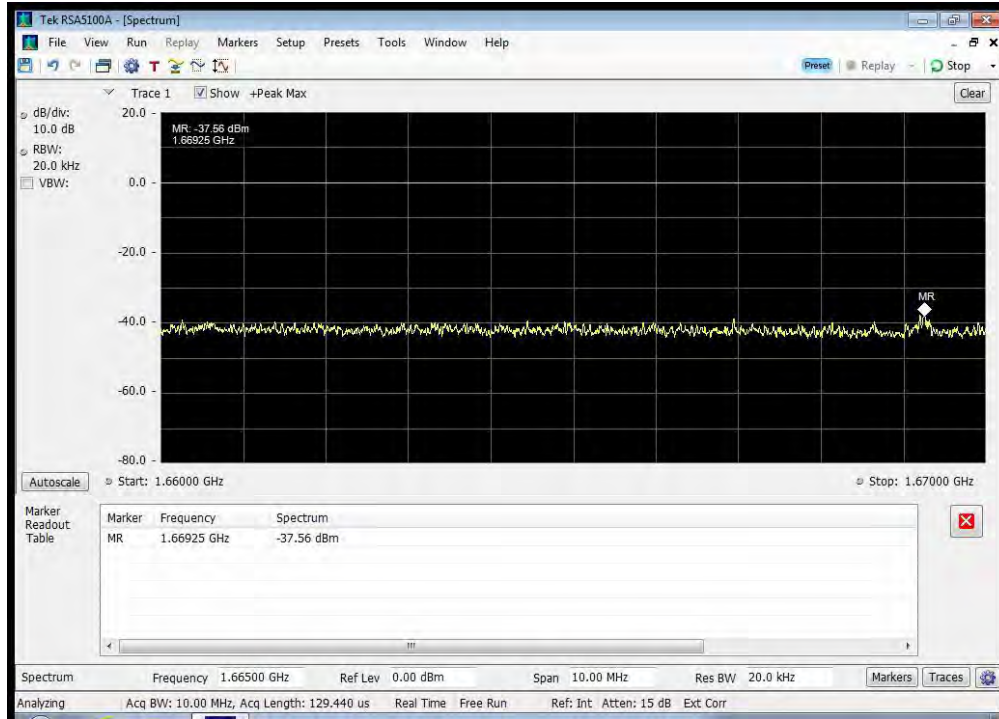 Tek RSA5100A - [Spectrum]
File View Run Replay Markers Setup Presets Tools Window Help
T
Preset Replay Stop
Trace 1 Show +Peak Max Clear
dB/div:
10.0 dB
RBW:
20.0 kHz
VBW:
20.0
MR: -37.56 dBm
1.66925 GHz
0.0
-20.0
MR
-40.0
-60.0
-80.0
Autoscale Start: 1.66000 GHz Stop: 1.67000 GHz
Marker
Readout
Table
Marker Frequency Spectrum
MR 1.66925 GHz -37.56 dBm
Spectrum Frequency 1.66500 GHz Ref Lev 0.00 dBm Span 10.00 MHz Res BW 20.0 kHz Markers Traces
Analyzing Acq BW: 10.00 MHz, Acq Length: 129.440 us Real Time Free Run Ref: Int Atten: 15 dB Ext Corr